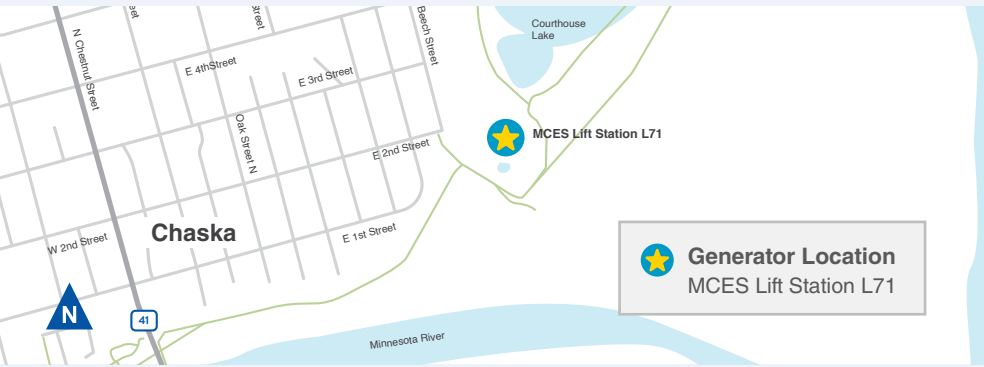 Courthouse
Lake
N Chestnut Street
Beech Street
E 4thStreet
E 3rd Street
Oak Street N
MCES Lift Station L71
E 2nd Street
W 2nd Street
Chaska
E 1st Street
Generator Location
MCES Lift Station L71
N
41
Minnesota River